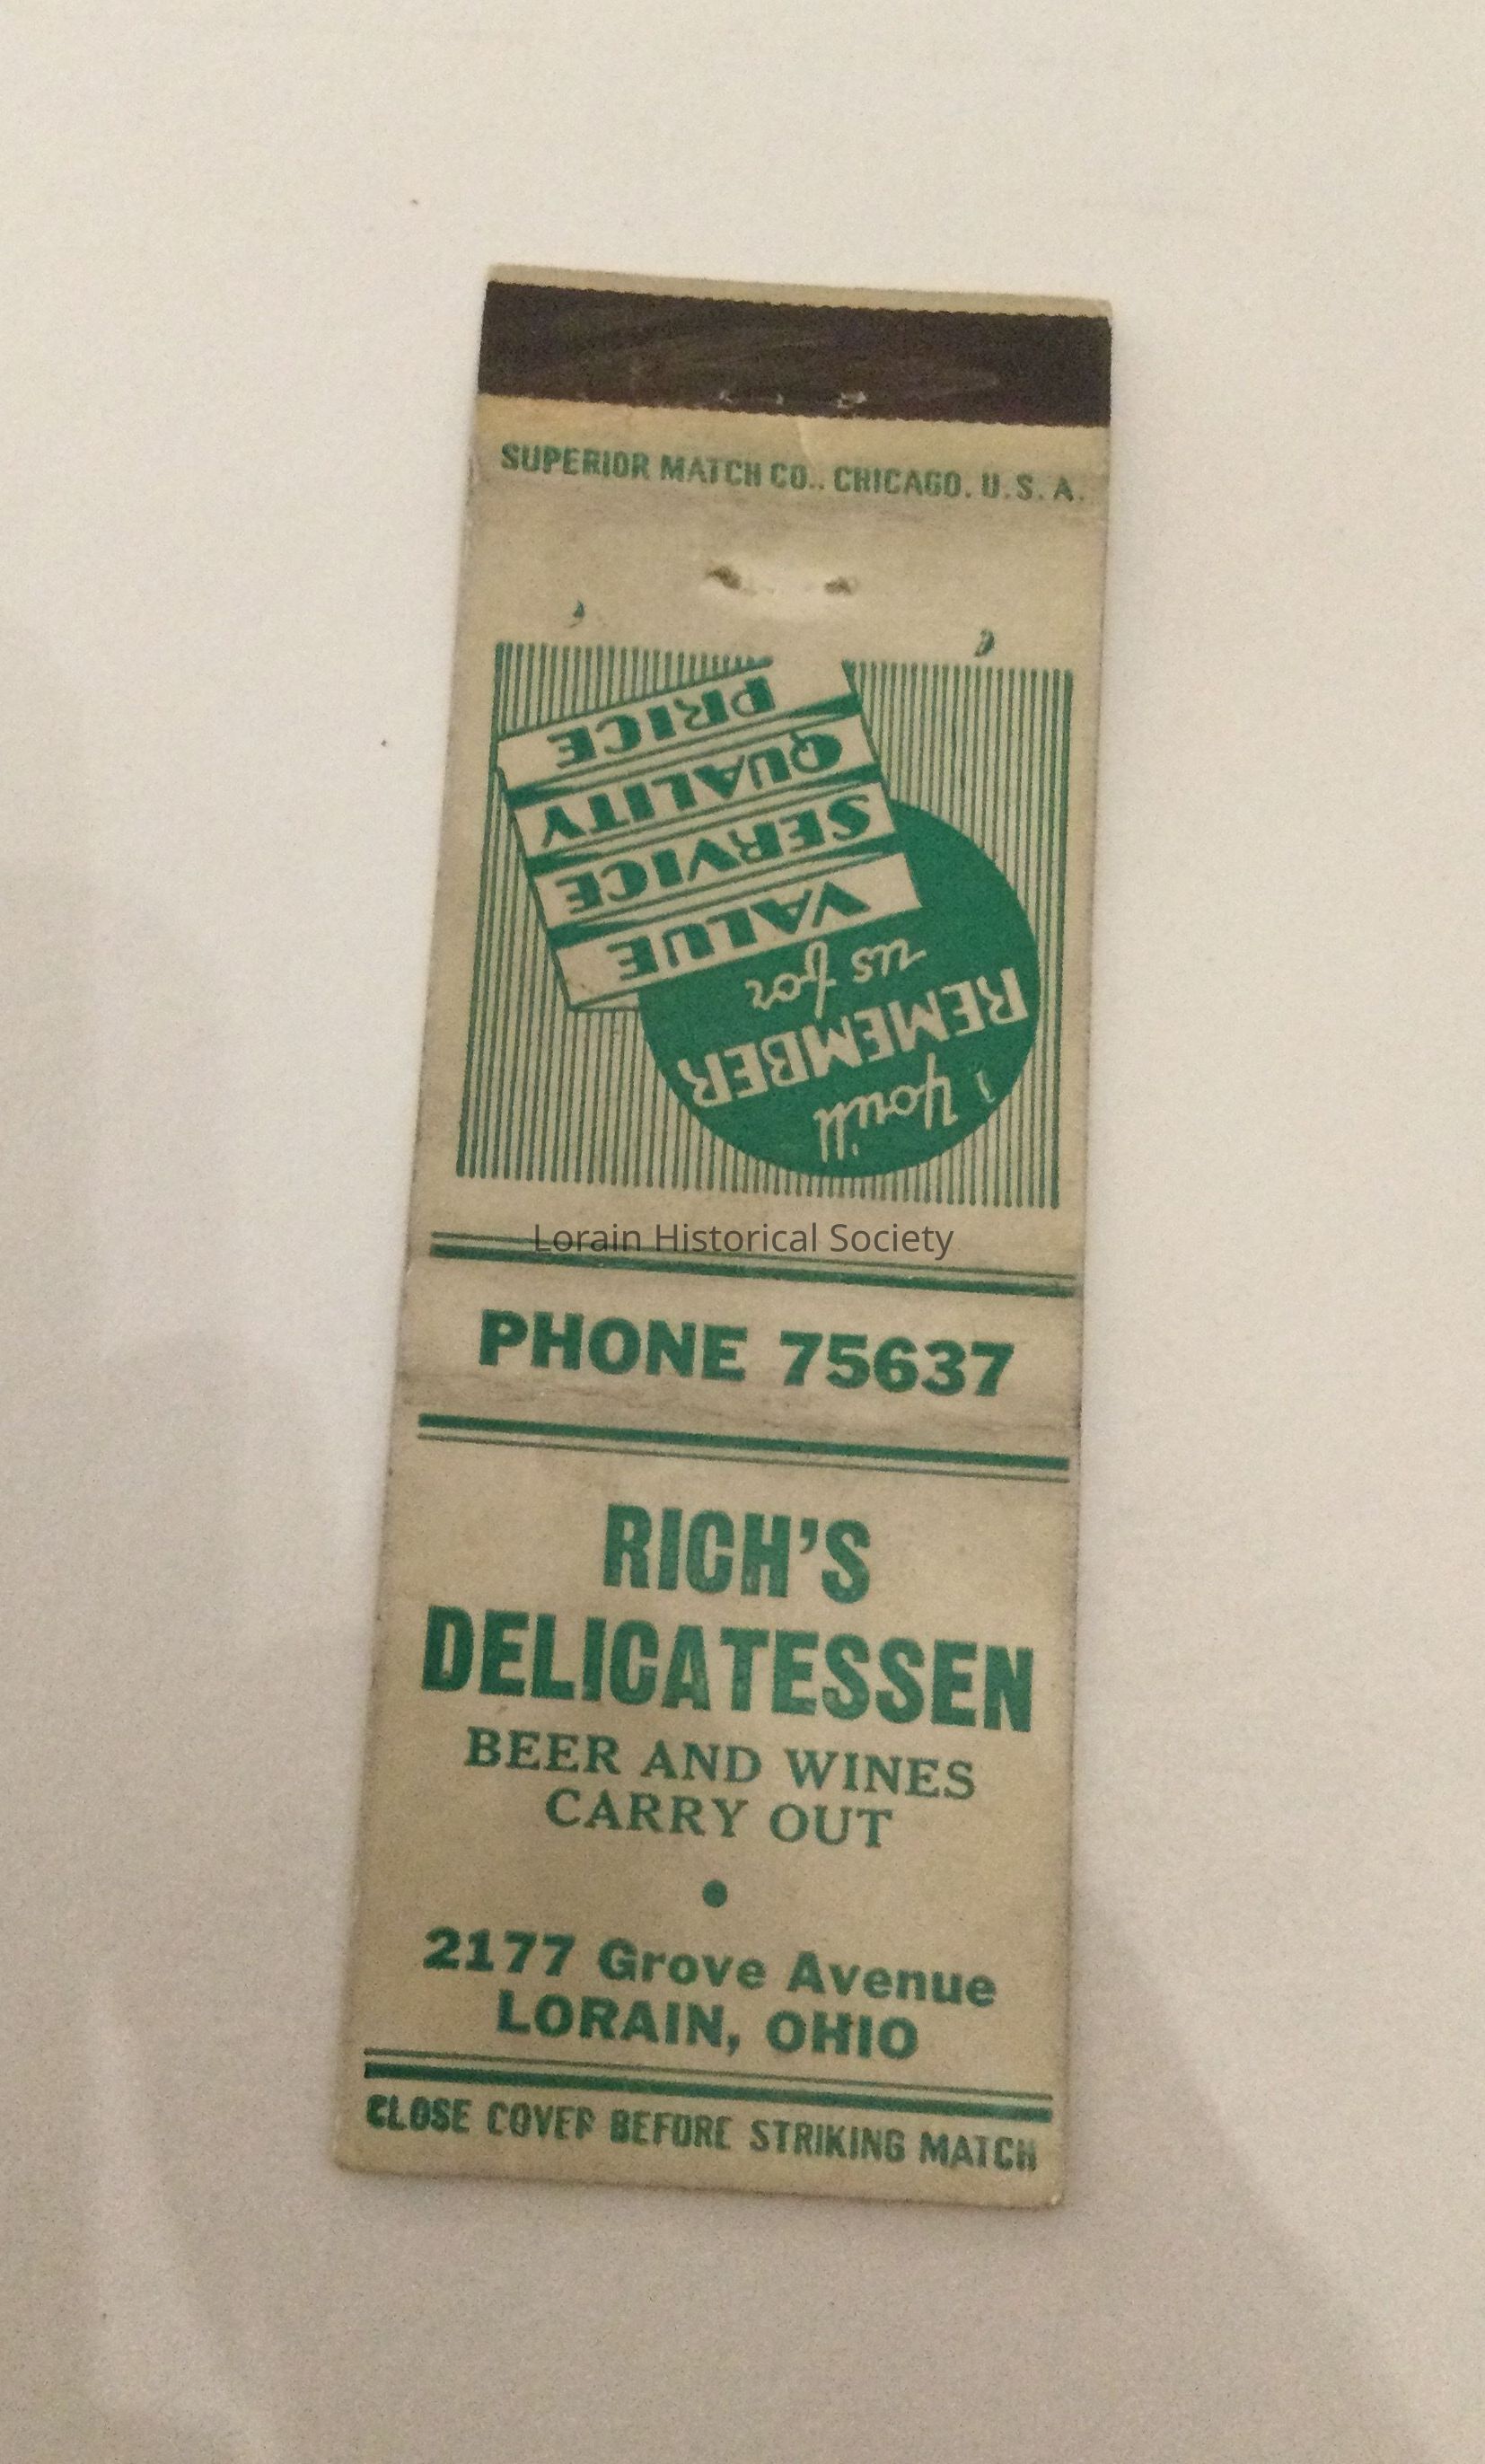 SUPERIOR MATCH CO., CHICAGO, U.S.A.
You'll
REMEMBER
us for
VALUE
SERVICE
QUALITY
PRICE
Lorain Historical Society
PHONE 75637
RICH'S
DELICATESSEN
BEER AND WINES
CARRY OUT
2177 Grove Avenue
LORAIN, OHIO
CLOSE COVER BEFORE STRIKING MATCH